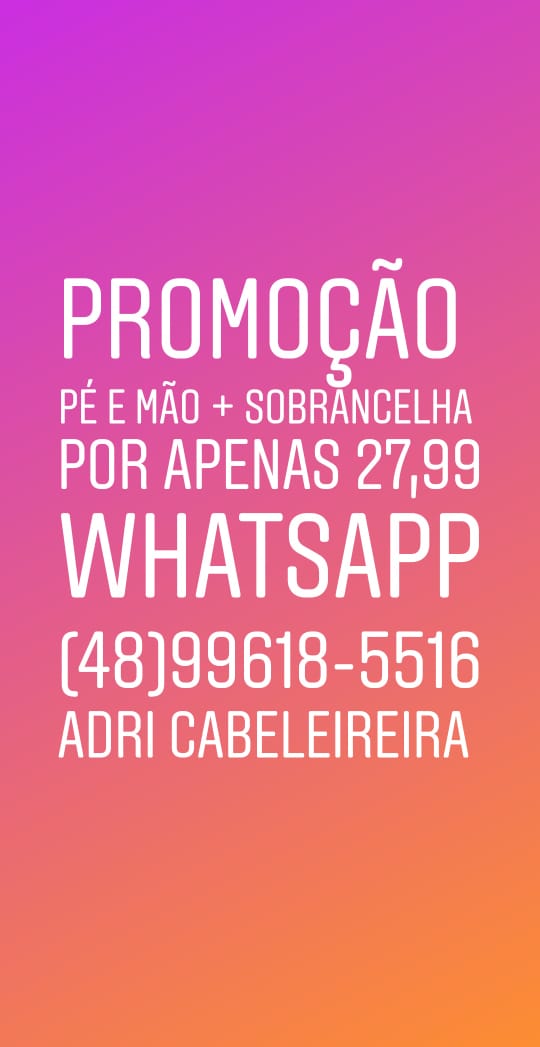 PROMOÇÃO
PÉ E MÃO + SOBRANCELHA
POR APENAS 27,99
WHATSAPP
(48)99618-5516
ADRI CABELEIREIRA